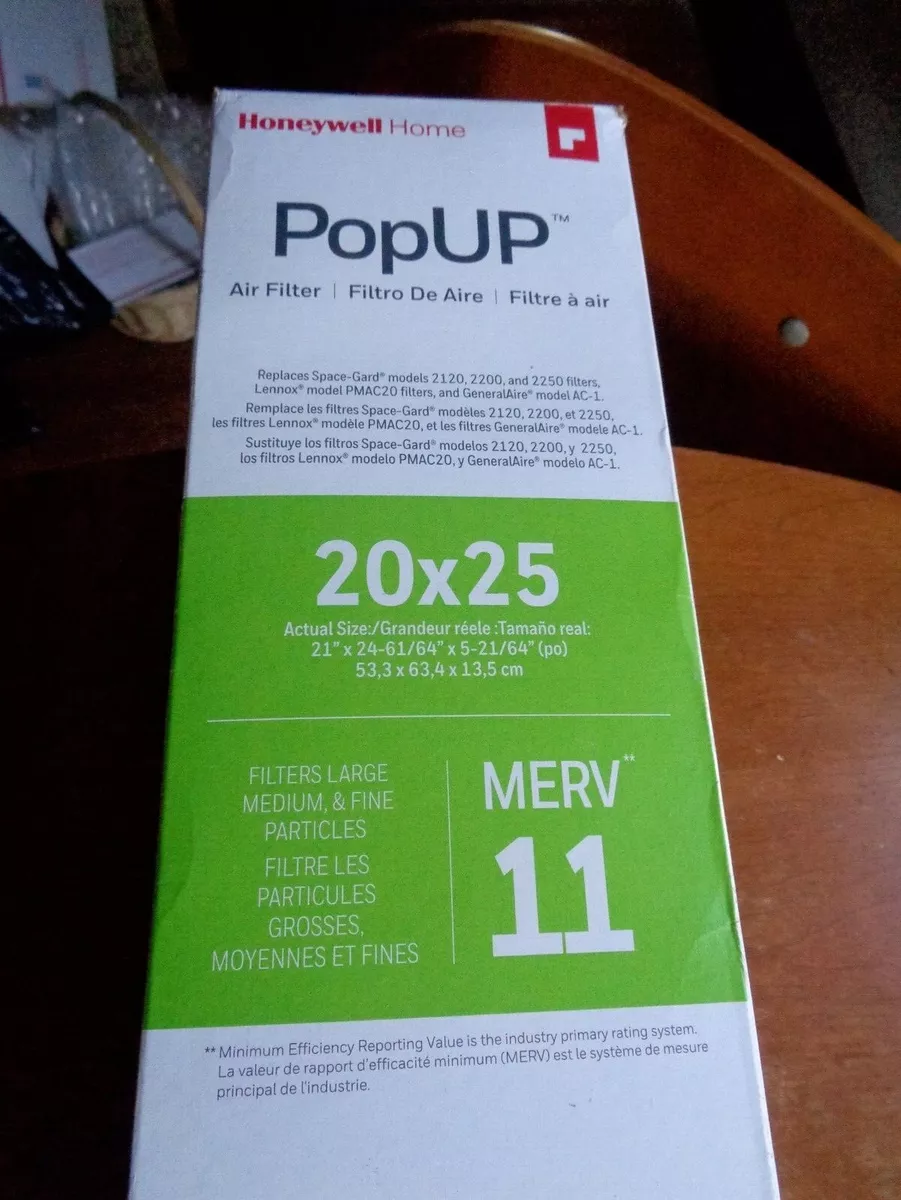 Honeywell Home
PopUP™
Air Filter | Filtro De Aire | Filtre à air
Replaces Space-Gard® models 2120, 2200, and 2250 filters,
Lennox® model PMAC20 filters, and GeneralAire® model AC-1.
Remplace les filtres Space-Gard® modèles 2120, 2200, et 2250,
les filtres Lennox® modèle PMAC20, et les filtres GeneralAire® modele AC-1.
Sustituye los filtros Space-Gard® modelos 2120, 2200, y 2250,
los filtros Lennox® modelo PMAC20, y GeneralAire® modelo AC-1.
20x25
Actual Size:/Grandeur réele :Tamaño real:
21" x 24-61/64" x 5-21/64" (po)
53,3 x 63,4 x 13,5 cm
FILTERS LARGE
MEDIUM, & FINE
PARTICLES
FILTRE LES
PARTICULES
GROSSES,
MOYENNES ET FINES
MERV**
11
** Minimum Efficiency Reporting Value is the industry primary rating system.
La valeur de rapport d'efficacité minimum (MERV) est le système de mesure
principal de l'industrie.